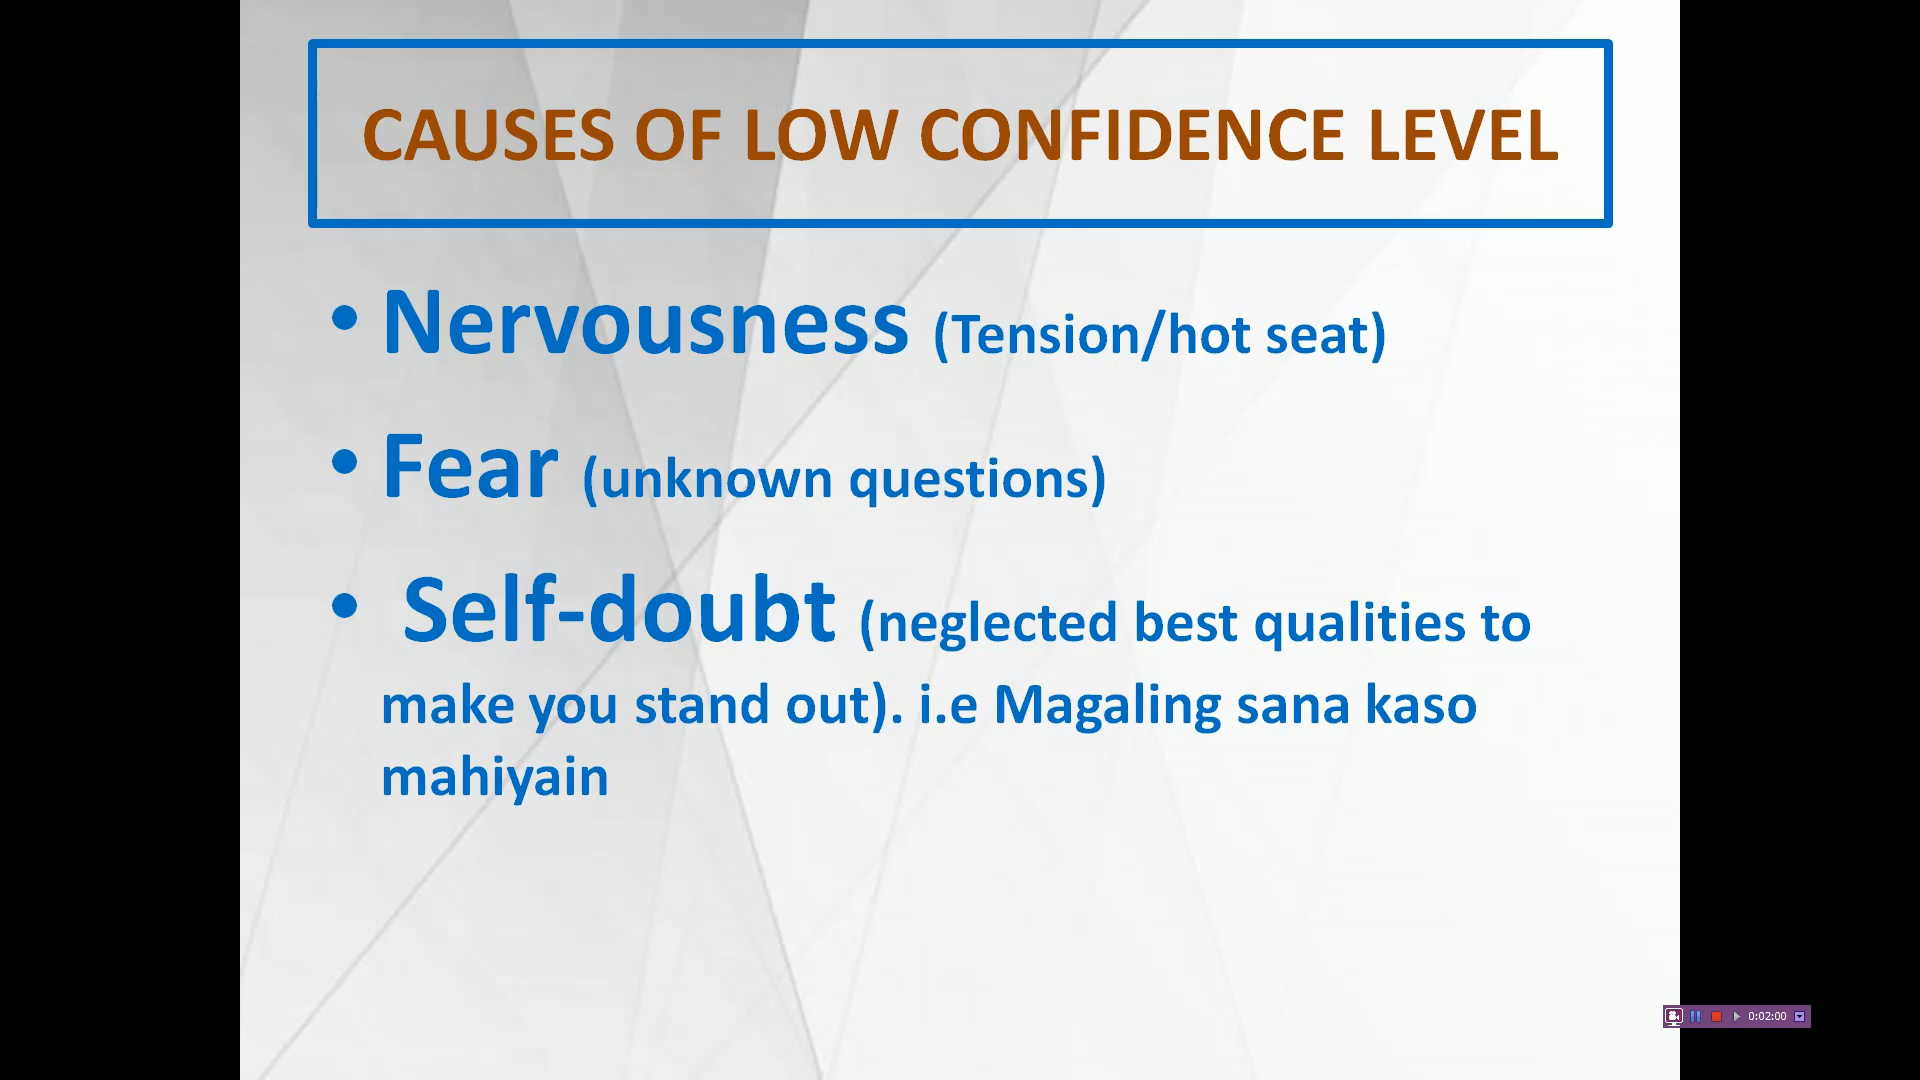 CAUSES OF LOW CONFIDENCE LEVEL
• Nervousness (Tension/hot seat)
• Fear (unknown questions)
• Self-doubt (neglected best qualities to
make you stand out). i.e Magaling sana kaso
mahiyain
0:02:00